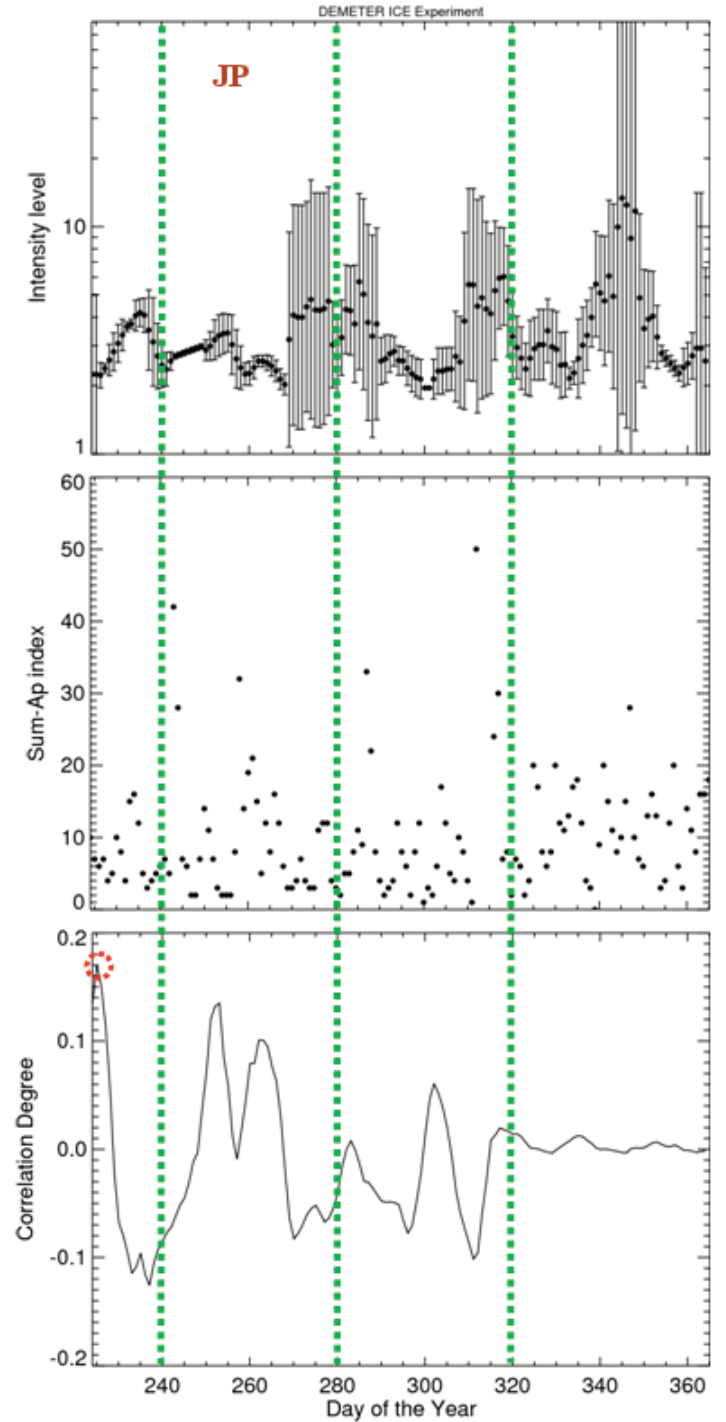 DEMETER ICE Experiment
JP
Intensity level
10
1
Sum-Ap index
60
50
40
30
20
10
0
Correlation Degree
0.2
0.1
0.0
-0.1
-0.2
240 260 280 300 320 340 360
Day of the Year